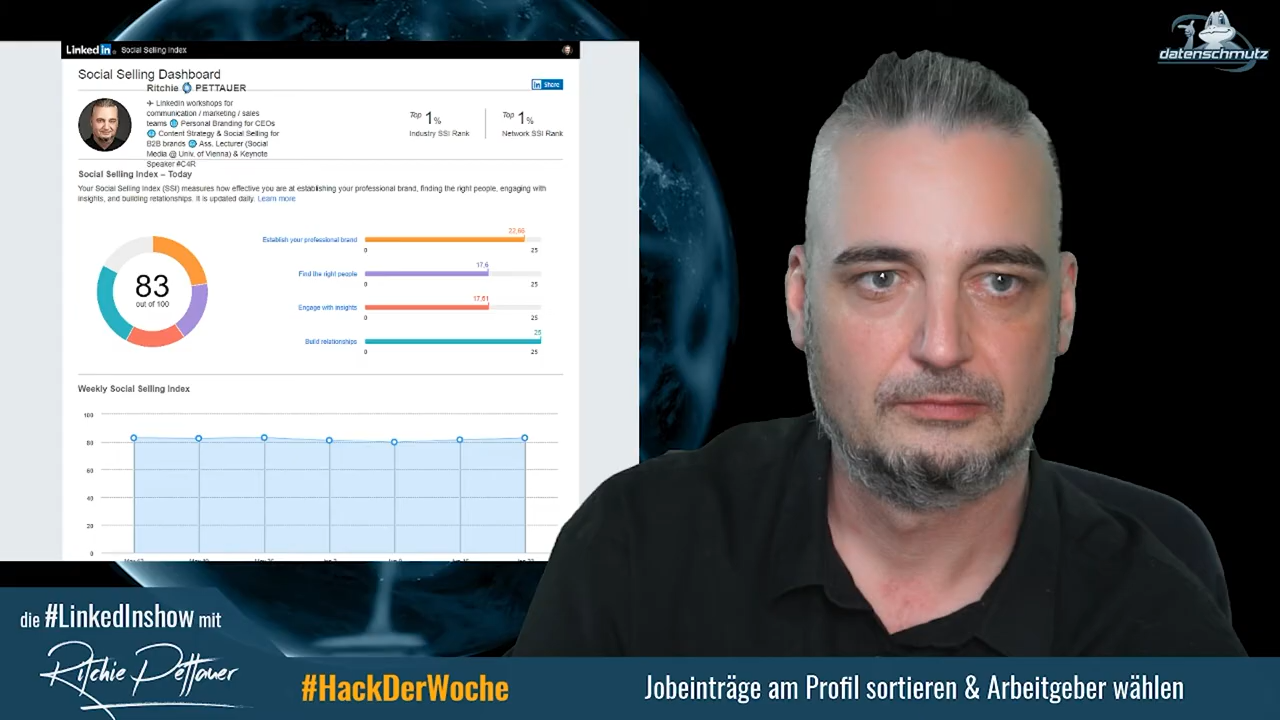 datenschmutz
LinkedIn Social Selling Index
Social Selling Dashboard
Ritchie PETTAUER
Share
✈ LinkedIn workshops for
communication / marketing / sales
teams 🌐 Personal Branding for CEOs
🌐 Content Strategy & Social Selling for
B2B brands 🌐 Ass. Lecturer (Social
Media @ Univ. of Vienna) & Keynote
Speaker #C4R
Top 1%
Industry SSI Rank
Top 1%
Network SSI Rank
Social Selling Index – Today
Your Social Selling Index (SSI) measures how effective you are at establishing your professional brand, finding the right people, engaging with
insights, and building relationships. It is updated daily. Learn more
83
out of 100
Establish your professional brand
22,66
0 25
Find the right people
17,6
0 25
Engage with insights
17,61
0 25
Build relationships
25
0 25
Weekly Social Selling Index
100
80
60
40
20
0
die #LinkedInshow mit
Ritchie Pettauer
#HackDerWoche
Jobeinträge am Profil sortieren & Arbeitgeber wählen